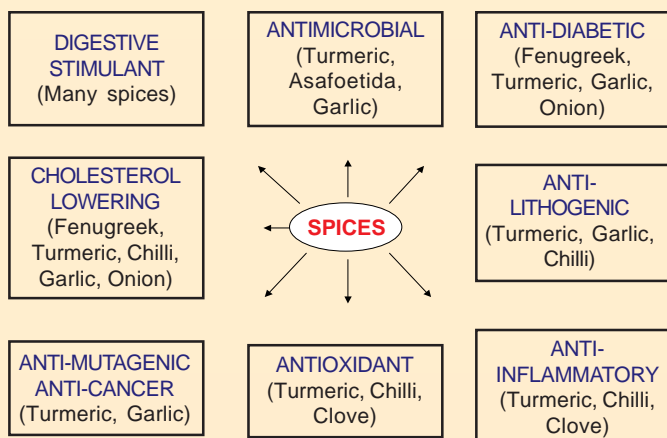 DIGESTIVE
STIMULANT
(Many spices)
ANTIMICROBIAL
(Turmeric,
Asafoetida,
Garlic)
ANTI-DIABETIC
(Fenugreek,
Turmeric, Garlic,
Onion)
CHOLESTEROL
LOWERING
(Fenugreek,
Turmeric, Chilli,
Garlic, Onion)
SPICES
ANTI-
LITHOGENIC
(Turmeric, Garlic,
Chilli)
ANTI-MUTAGENIC
ANTI-CANCER
(Turmeric, Garlic)
ANTIOXIDANT
(Turmeric, Chilli,
Clove)
ANTI-
INFLAMMATORY
(Turmeric, Chilli,
Clove)